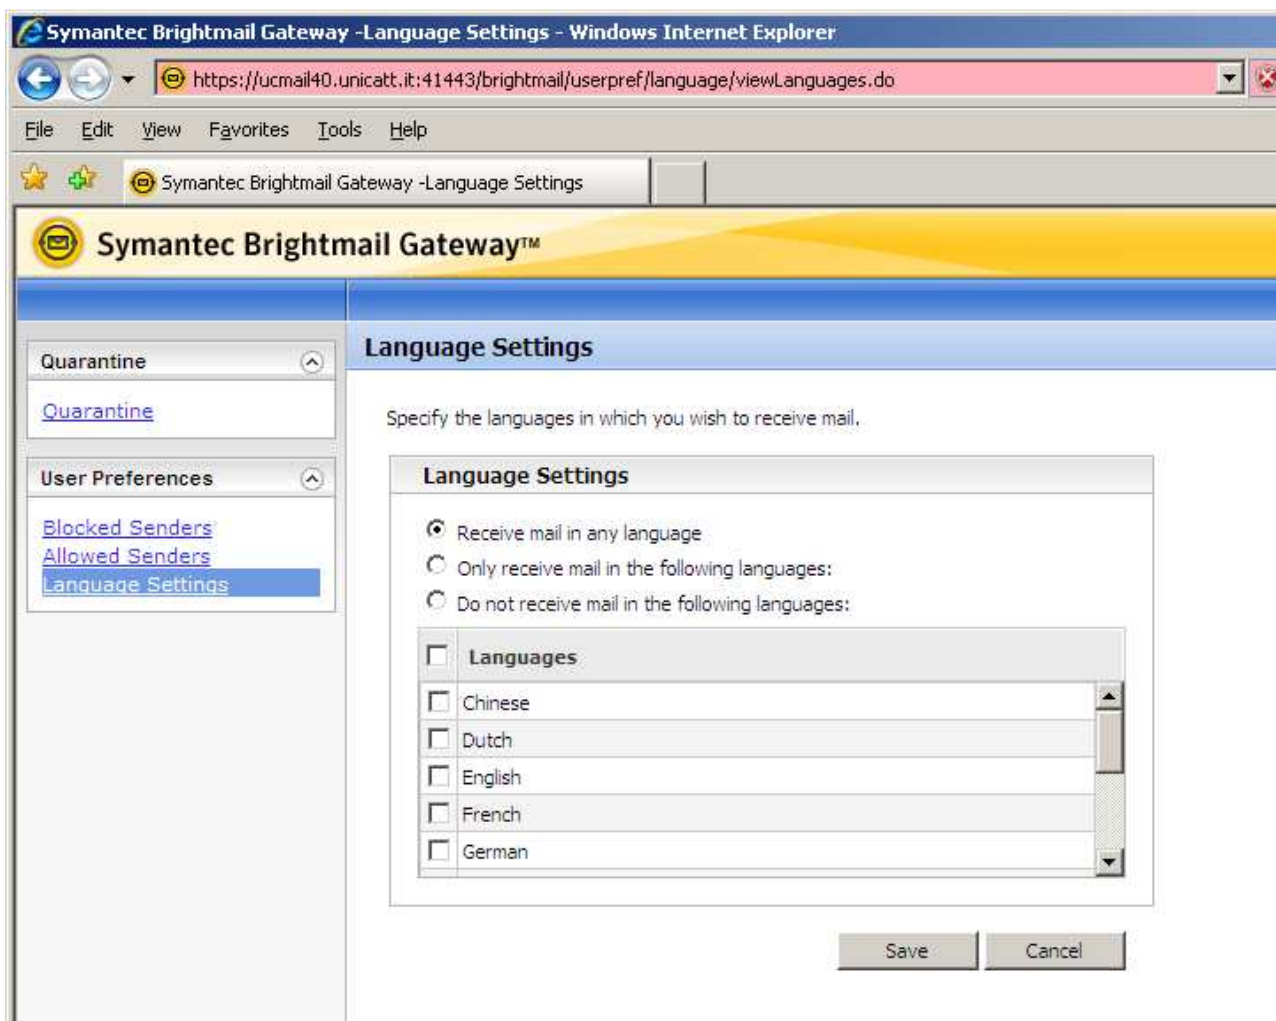 Symantec Brightmail Gateway -Language Settings - Windows Internet Explorer
https://ucmail40.unicatt.it:41443/brightmail/userpref/language/viewLanguages.do
File Edit View Favorites Tools Help
Symantec Brightmail Gateway -Language Settings
Symantec Brightmail Gateway™
Quarantine
Quarantine
User Preferences
Blocked Senders
Allowed Senders
Language Settings
Language Settings
Specify the languages in which you wish to receive mail.
Language Settings
Receive mail in any language
Only receive mail in the following languages:
Do not receive mail in the following languages:
Languages
Chinese
Dutch
English
French
German
Save Cancel